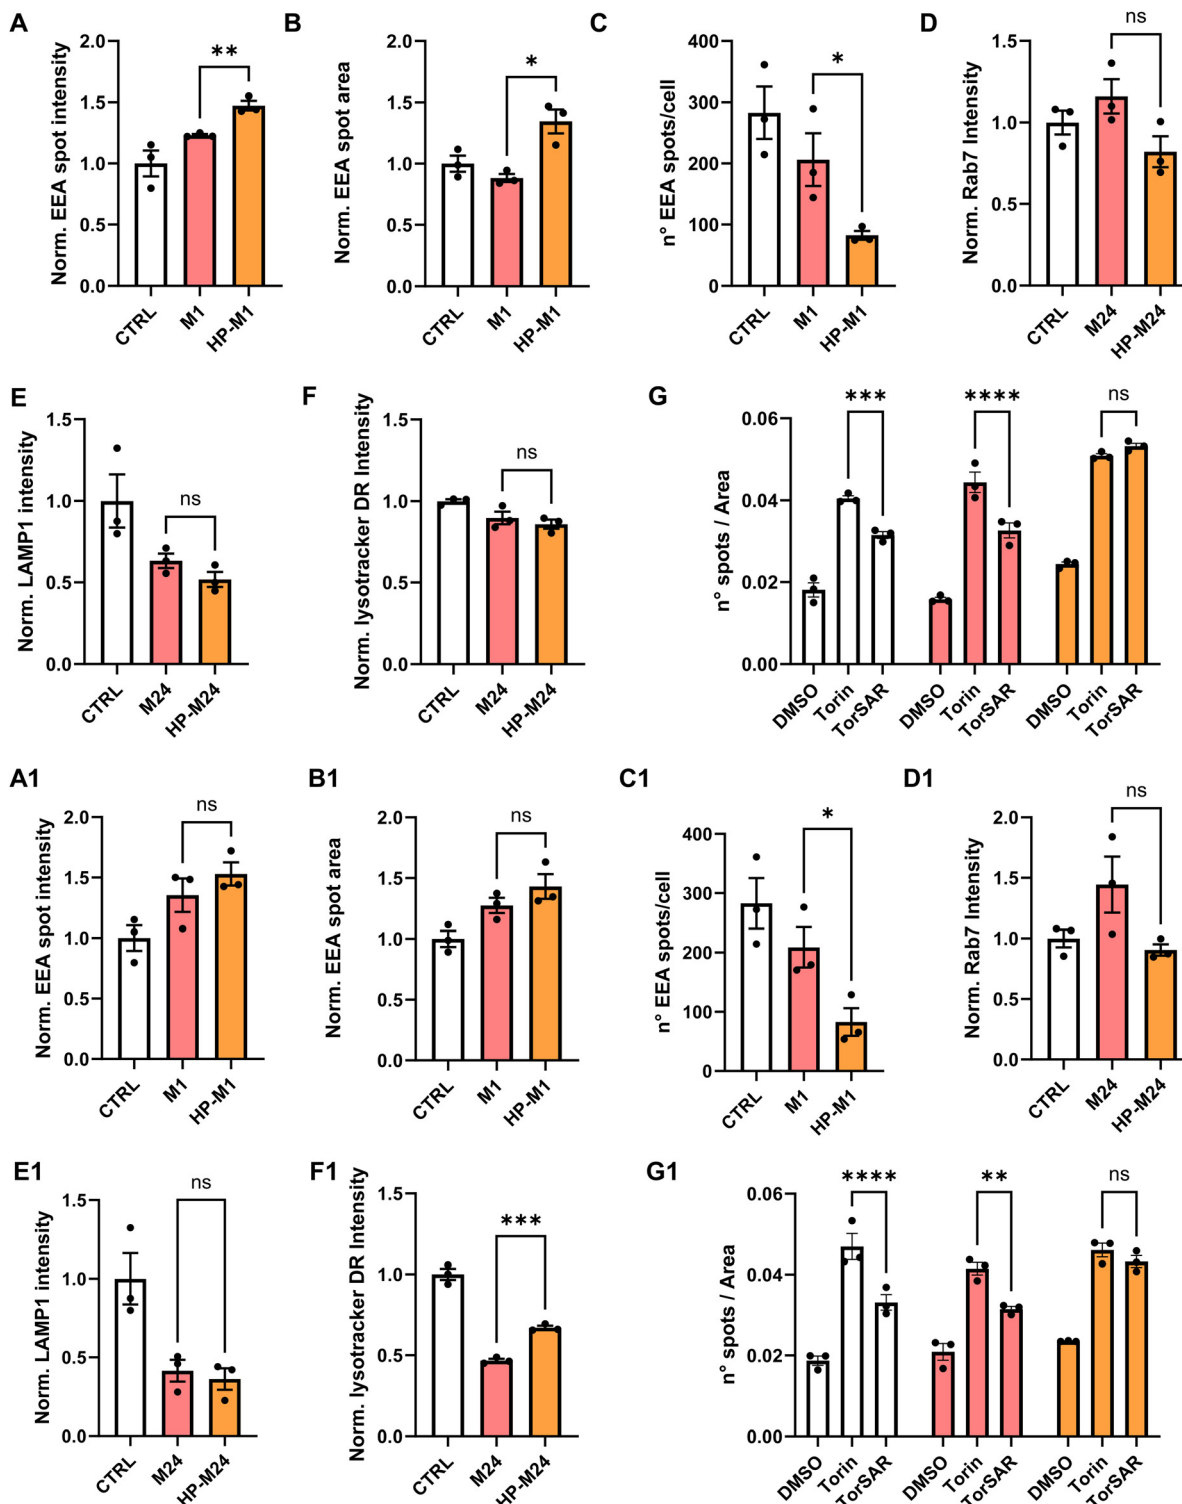 A
Norm. EEA spot intensity
2.0
1.5
1.0
0.5
0.0
**
CTRL
M1
HP-M1
B
Norm. EEA spot area
2.0
1.5
1.0
0.5
0.0
*
CTRL
M1
HP-M1
C
n° EEA spots/cell
400
300
200
100
0
*
CTRL
M1
HP-M1
D
Norm. Rab7 Intensity
1.5
1.0
0.5
0.0
ns
CTRL
M24
HP-M24
E
Norm. LAMP1 intensity
1.5
1.0
0.5
0.0
ns
CTRL
M24
HP-M24
F
Norm. lysotracker DR Intensity
1.5
1.0
0.5
0.0
ns
CTRL
M24
HP-M24
G
n° spots / Area
0.06
0.04
0.02
0.00
***
****
ns
DMSO
Torin
TorSAR
DMSO
Torin
TorSAR
DMSO
Torin
TorSAR
A1
Norm. EEA spot intensity
2.0
1.5
1.0
0.5
0.0
ns
CTRL
M1
HP-M1
B1
Norm. EEA spot area
2.0
1.5
1.0
0.5
0.0
ns
CTRL
M1
HP-M1
C1
n° EEA spots/cell
400
300
200
100
0
*
CTRL
M1
HP-M1
D1
Norm. Rab7 Intensity
2.0
1.5
1.0
0.5
0.0
ns
CTRL
M24
HP-M24
E1
Norm. LAMP1 intensity
1.5
1.0
0.5
0.0
ns
CTRL
M24
HP-M24
F1
Norm. lysotracker DR Intensity
1.5
1.0
0.5
0.0
***
CTRL
M24
HP-M24
G1
n° spots / Area
0.06
0.04
0.02
0.00
****
**
ns
DMSO
Torin
TorSAR
DMSO
Torin
TorSAR
DMSO
Torin
TorSAR